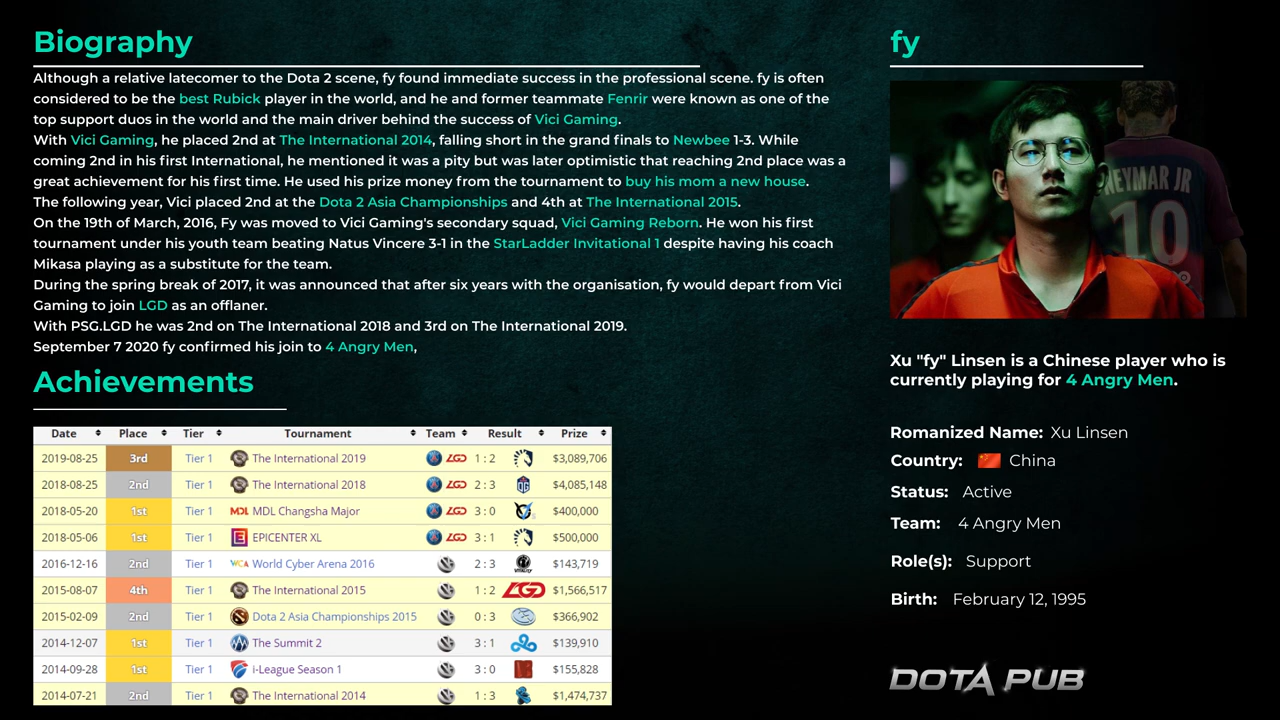 Biography
Although a relative latecomer to the Dota 2 scene, fy found immediate success in the professional scene. fy is often
considered to be the best Rubick player in the world, and he and former teammate Fenrir were known as one of the
top support duos in the world and the main driver behind the success of Vici Gaming.
With Vici Gaming, he placed 2nd at The International 2014, falling short in the grand finals to Newbee 1-3. While
coming 2nd in his first International, he mentioned it was a pity but was later optimistic that reaching 2nd place was a
great achievement for his first time. He used his prize money from the tournament to buy his mom a new house.
The following year, Vici placed 2nd at the Dota 2 Asia Championships and 4th at The International 2015.
On the 19th of March, 2016, Fy was moved to Vici Gaming's secondary squad, Vici Gaming Reborn. He won his first
tournament under his youth team beating Natus Vincere 3-1 in the StarLadder Invitational 1 despite having his coach
Mikasa playing as a substitute for the team.
During the spring break of 2017, it was announced that after six years with the organisation, fy would depart from Vici
Gaming to join LGD as an offlaner.
With PSG.LGD he was 2nd on The International 2018 and 3rd on The International 2019.
September 7 2020 fy confirmed his join to 4 Angry Men,
Achievements
Date Place Tier Tournament Team Result Prize
2019-08-25 3rd Tier 1 The International 2019 LGD 1 : 2 $3,089,706
2018-08-25 2nd Tier 1 The International 2018 LGD 2 : 3 OG $4,085,148
2018-05-20 1st Tier 1 MDL MDL Changsha Major LGD 3 : 0 $400,000
2018-05-06 1st Tier 1 EPICENTER XL LGD 3 : 1 $500,000
2016-12-16 2nd Tier 1 WCA World Cyber Arena 2016 2 : 3 $143,719
2015-08-07 4th Tier 1 The International 2015 1 : 2 LGD $1,566,517
2015-02-09 2nd Tier 1 Dota 2 Asia Championships 2015 0 : 3 $366,902
2014-12-07 1st Tier 1 The Summit 2 3 : 1 $139,910
2014-09-28 1st Tier 1 i-League Season 1 3 : 0 $155,828
2014-07-21 2nd Tier 1 The International 2014 1 : 3 $1,474,737
fy
NEYMAR JR
10
Xu "fy" Linsen is a Chinese player who is
currently playing for 4 Angry Men.
Romanized Name: Xu Linsen
Country: China
Status: Active
Team: 4 Angry Men
Role(s): Support
Birth: February 12, 1995
DOTA PUB